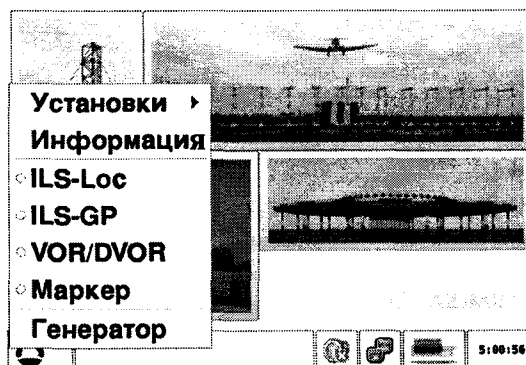 Установки
Информация
ILS-Loc
ILS-GP
VOR/DVOR
Маркер
Генератор
5:00:56